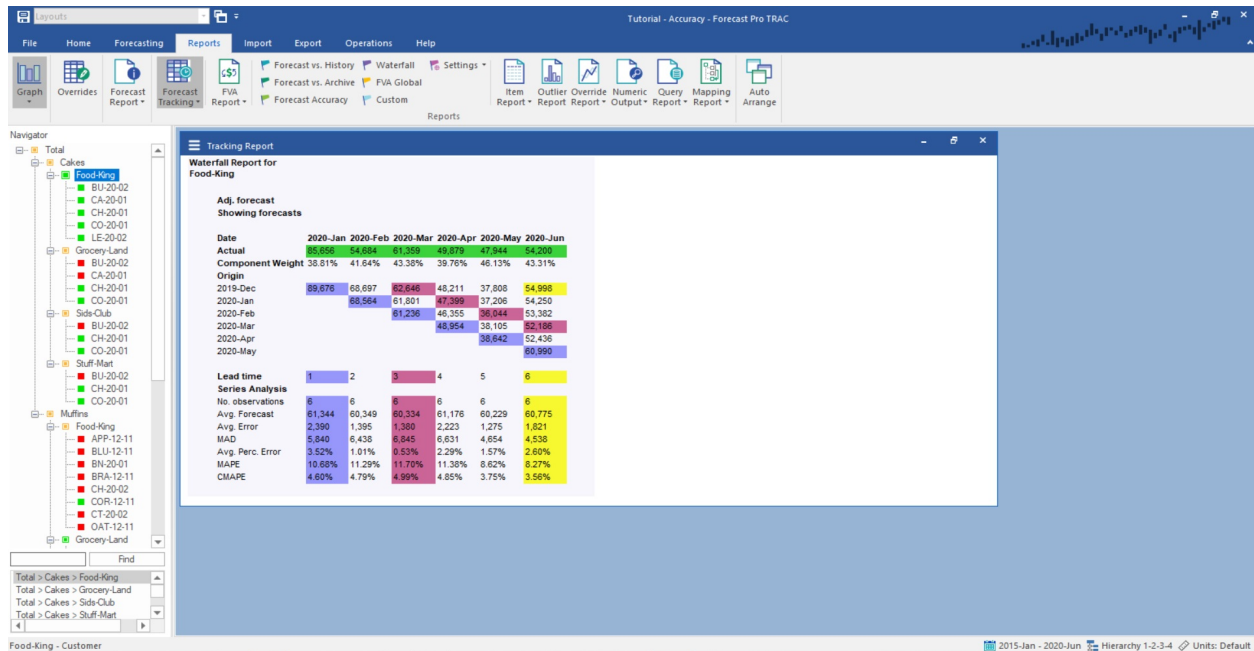 Layouts
Tutorial - Accuracy - Forecast Pro TRAC
File Home Forecasting Reports Import Export Operations Help
Graph
Overrides
Forecast Report
Forecast Tracking
FVA Report
Forecast vs. History Waterfall Settings
Forecast vs. Archive FVA Global
Forecast Accuracy Custom
Item Report
Outlier Report
Override Report
Numeric Output
Query Report
Mapping Report
Auto Arrange
Reports
Navigator
Total
Cakes
Food-King
BU-20-02
CA-20-01
CH-20-01
CO-20-01
LE-20-02
Grocery-Land
BU-20-02
CA-20-01
CH-20-01
CO-20-01
Sids-Club
BU-20-02
CH-20-01
CO-20-01
Stuff-Mart
BU-20-02
CH-20-01
CO-20-01
Muffins
Food-King
APP-12-11
BLU-12-11
BN-20-01
BRA-12-11
CH-20-02
COR-12-11
CT-20-02
OAT-12-11
Grocery-Land
Find
Total > Cakes > Food-King
Total > Cakes > Grocery-Land
Total > Cakes > Sids-Club
Total > Cakes > Stuff-Mart
Tracking Report
Waterfall Report for
Food-King
Adj. forecast
Showing forecasts
Date 2020-Jan 2020-Feb 2020-Mar 2020-Apr 2020-May 2020-Jun
Actual 85,656 54,684 61,359 49,879 47,944 54,200
Component Weight 38.81% 41.64% 43.38% 39.76% 46.13% 43.31%
Origin
2019-Dec 89,676 68,697 62,646 48,211 37,808 54,998
2020-Jan 68,564 61,801 47,399 37,206 54,250
2020-Feb 61,236 46,355 36,044 53,382
2020-Mar 48,954 38,105 52,186
2020-Apr 38,642 52,436
2020-May 60,990
Lead time 1 2 3 4 5 6
Series Analysis
No. observations 6 6 6 6 6 6
Avg. Forecast 61,344 60,349 60,334 61,176 60,229 60,775
Avg. Error 2,390 1,395 1,380 2,223 1,275 1,821
MAD 5,840 6,438 6,845 6,631 4,654 4,538
Avg. Perc. Error 3.52% 1.01% 0.53% 2.29% 1.57% 2.60%
MAPE 10.68% 11.29% 11.70% 11.38% 8.62% 8.27%
CMAPE 4.60% 4.79% 4.99% 4.85% 3.75% 3.56%
Food-King - Customer
2015-Jan - 2020-Jun Hierarchy 1-2-3-4 Units: Default